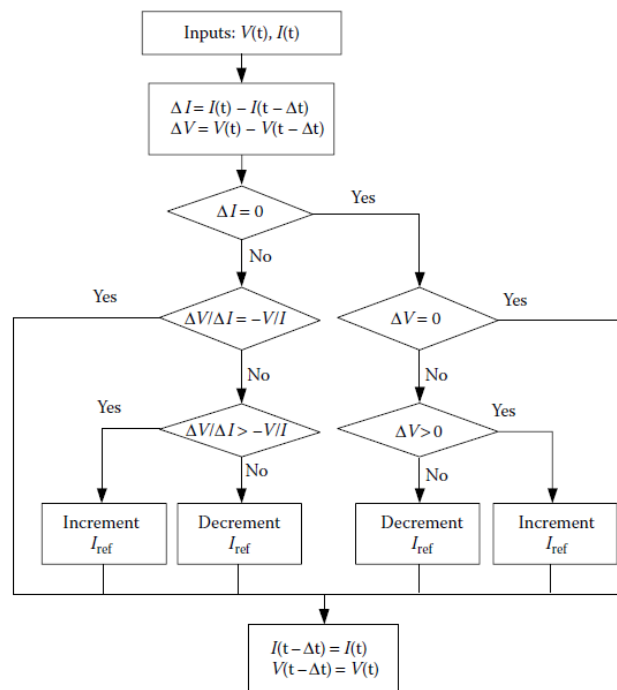 Inputs: V(t), I(t)
ΔI = I(t) − I(t − Δt)
ΔV = V(t) − V(t − Δt)
ΔI = 0
Yes
No
Yes
ΔV/ΔI = −V/I
ΔV = 0
Yes
No
No
Yes
ΔV/ΔI > −V/I
ΔV > 0
Yes
No
No
Increment
Iref
Decrement
Iref
Decrement
Iref
Increment
Iref
I(t − Δt) = I(t)
V(t − Δt) = V(t)